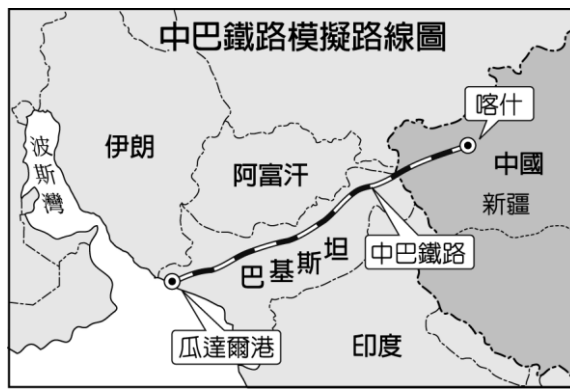 中巴鐵路模擬路線圖
喀什
伊朗
波斯灣
阿富汗
中國
新疆
中巴鐵路
巴基斯坦
瓜達爾港
印度